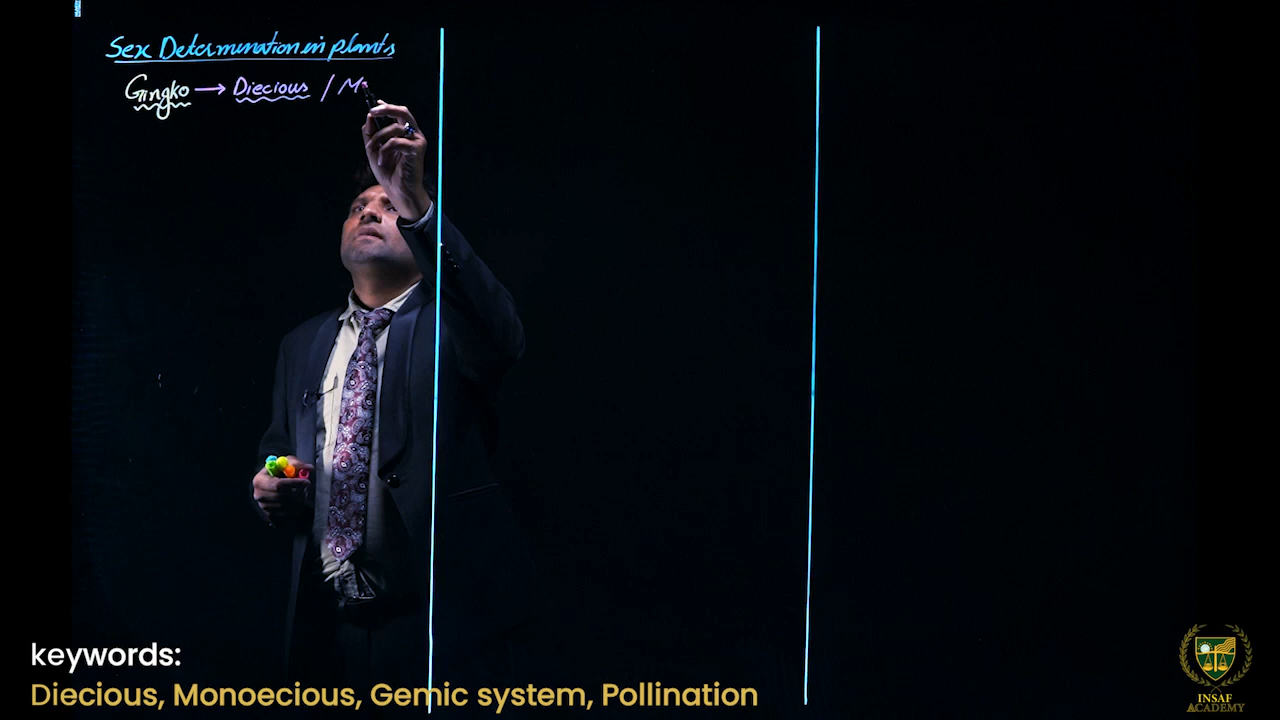 Sex Determination in plants
Gingko → Diecious / M
keywords:
Diecious, Monoecious, Gemic system, Pollination
INSAF
ACADEMY